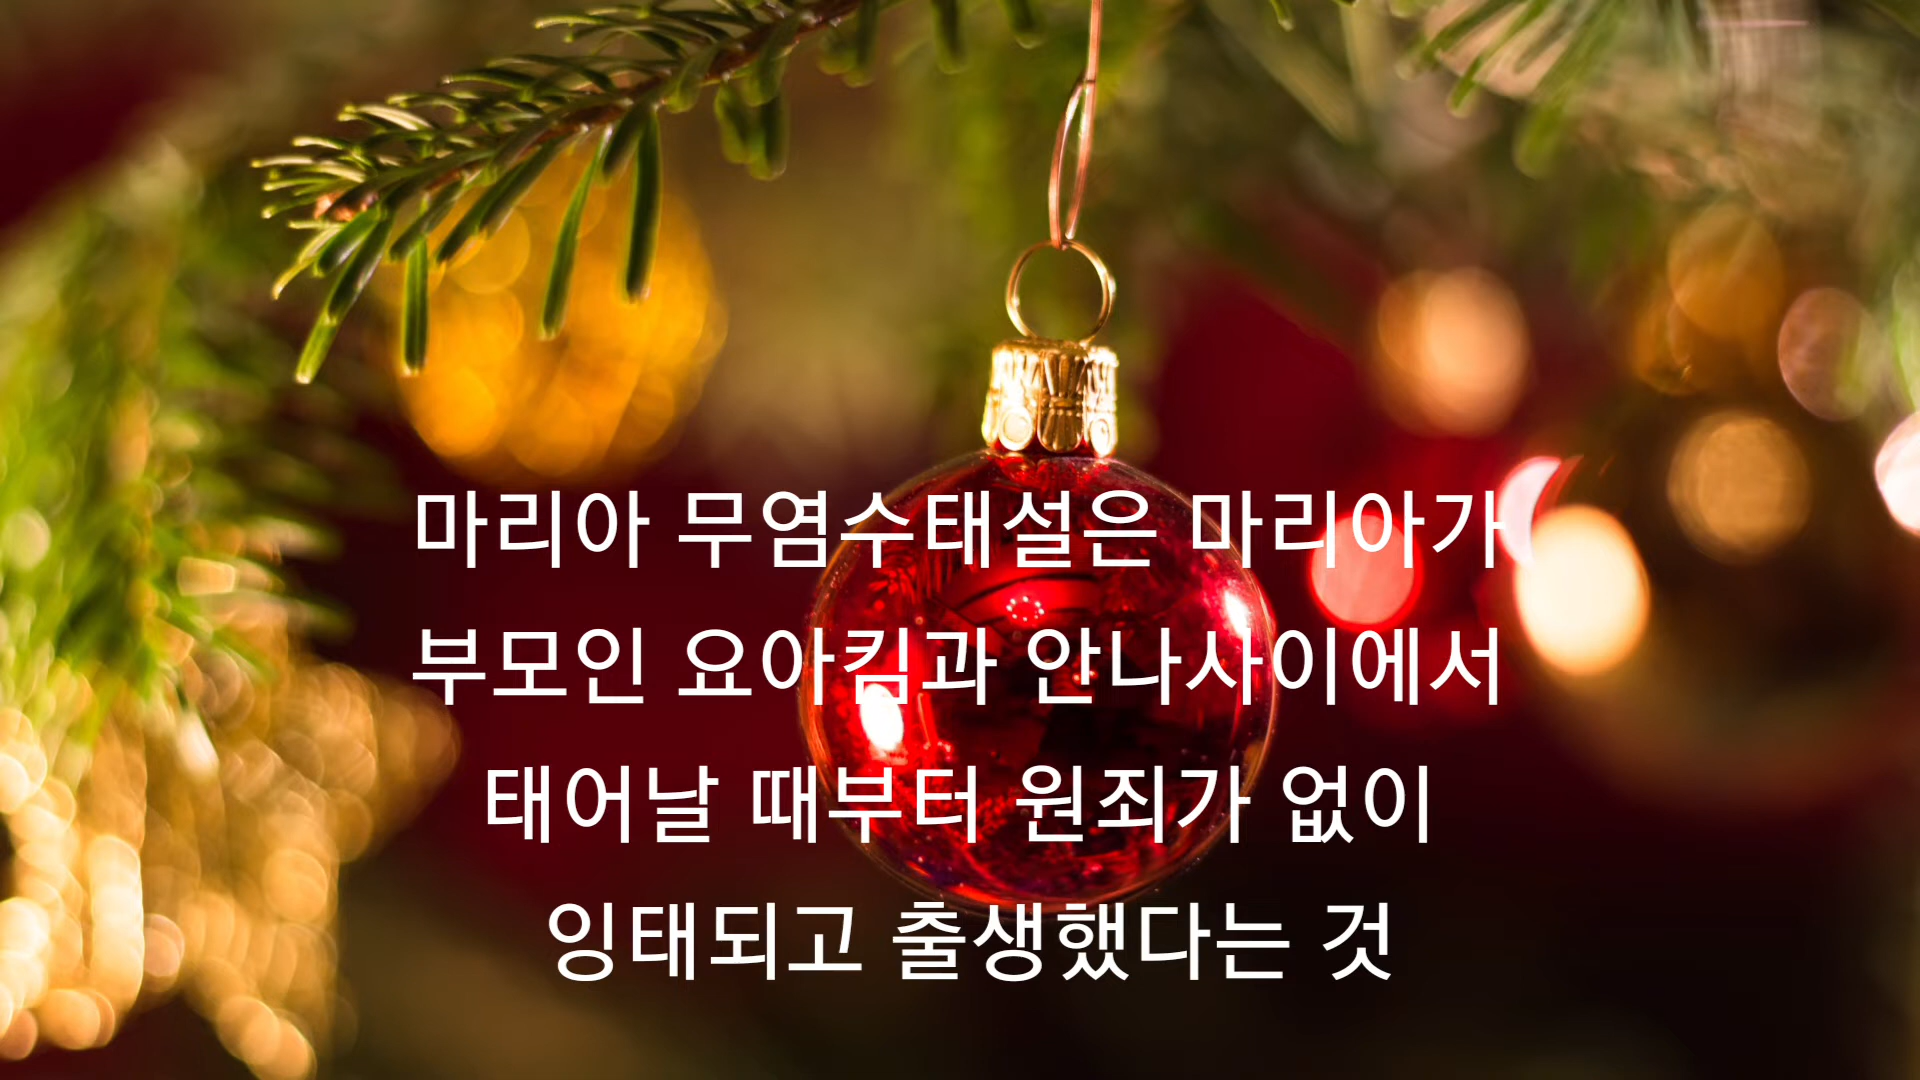 마리아 무염수태설은 마리아가
부모인 요아킴과 안나사이에서
태어날 때부터 원죄가 없이
잉태되고 출생했다는 것